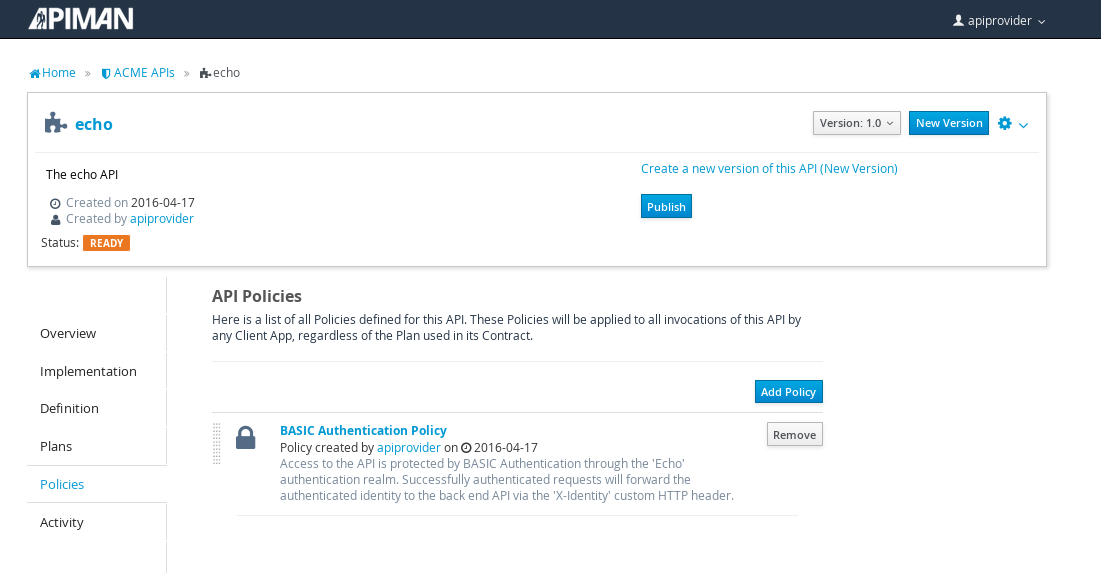 APIMAN
apiprovider
Home » ACME APIs » echo
echo
Version: 1.0
New Version
The echo API
Create a new version of this API (New Version)
Created on 2016-04-17
Created by apiprovider
Publish
Status: READY
API Policies
Here is a list of all Policies defined for this API. These Policies will be applied to all invocations of this API by
any Client App, regardless of the Plan used in its Contract.
Overview
Implementation
Definition
Plans
Policies
Activity
Add Policy
BASIC Authentication Policy
Remove
Policy created by apiprovider on 2016-04-17
Access to the API is protected by BASIC Authentication through the 'Echo'
authentication realm. Successfully authenticated requests will forward the
authenticated identity to the back end API via the 'X-Identity' custom HTTP header.